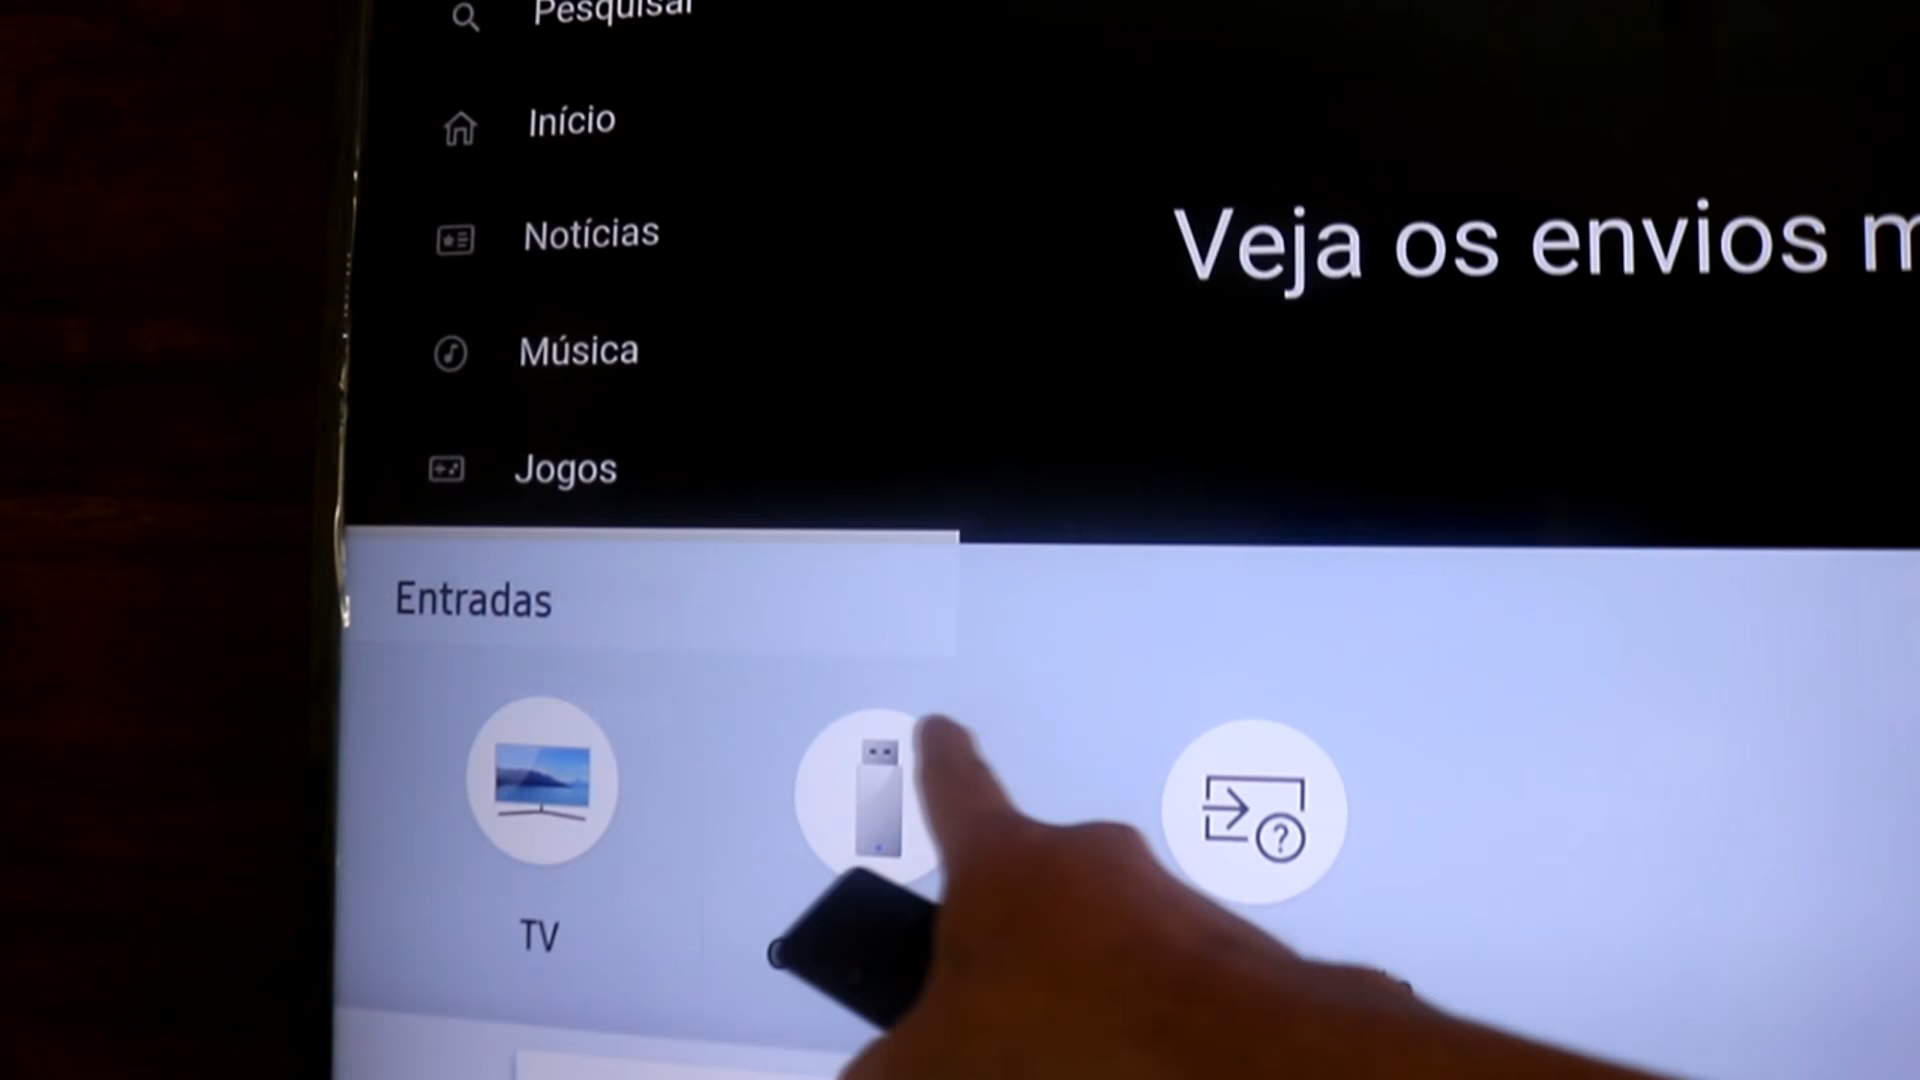 Pesquisar
Início
Notícias
Música
Jogos
Veja os envios
Entradas
TV